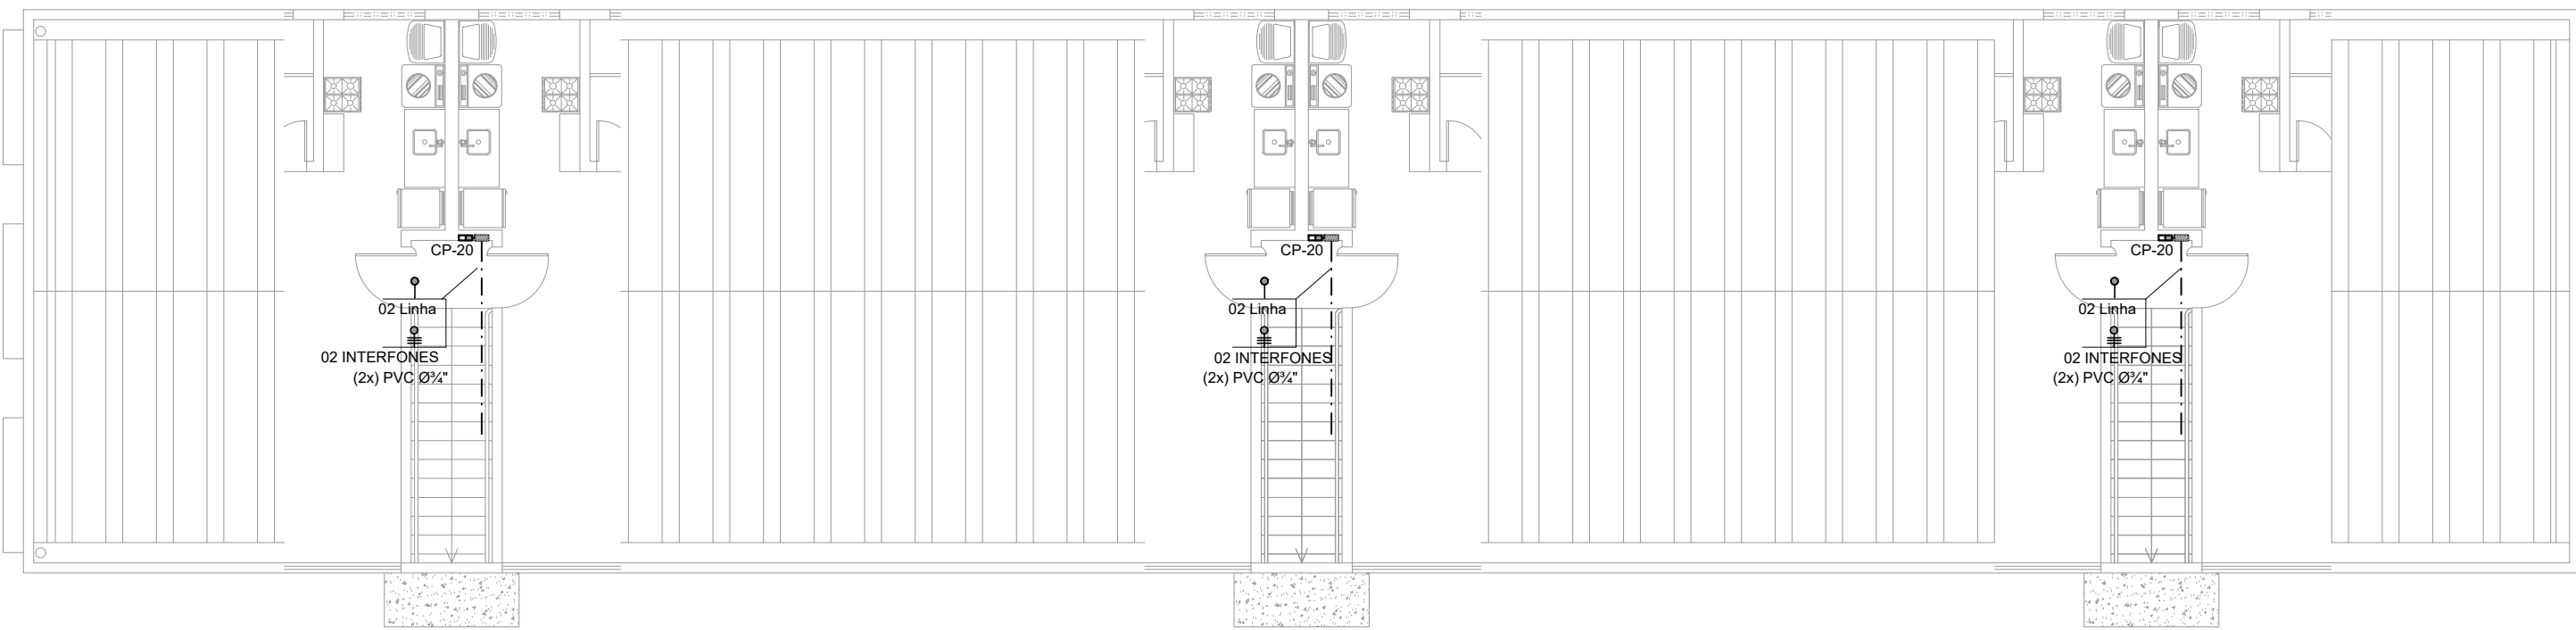 CP-20
02 Linha
02 INTERFONES
(2x) PVC Ø¾"
CP-20
02 Linha
02 INTERFONES
(2x) PVC Ø¾"
CP-20
02 Linha
02 INTERFONES
(2x) PVC Ø¾"